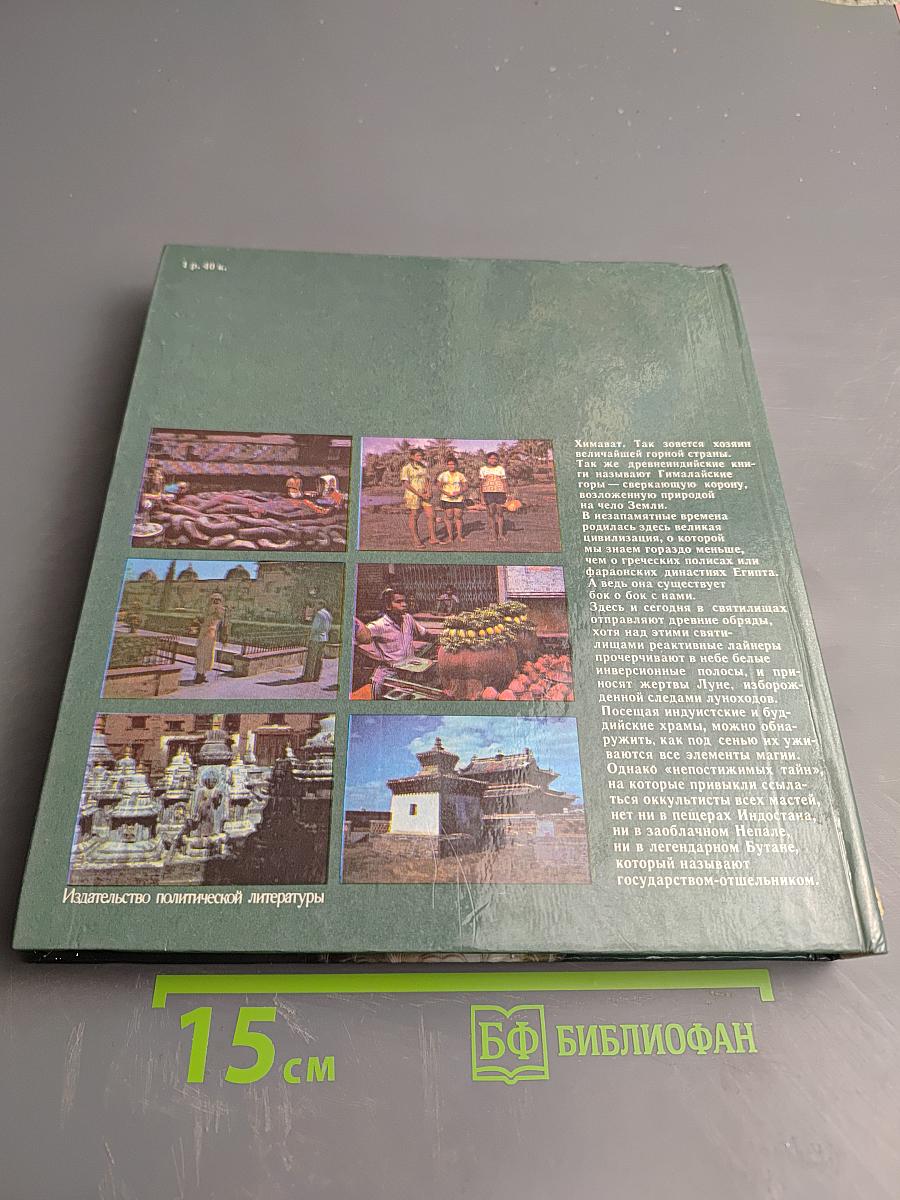 1 р. 40 к.
Химават. Так зовется хозяин
величайшей горной страны.
Так же древнеиндийские кни-
ги называют Гималайские
горы — сверкающую корону,
возложенную природой
на чело Земли.
В незапамятные времена
родилась здесь великая
цивилизация, о которой
мы знаем гораздо меньше,
чем о греческих полисах или
фараонских династиях Египта.
А ведь она существует
бок о бок с нами.
Здесь и сегодня в святилищах
отправляют древние обряды,
хотя над этими святи-
лищами реактивные лайнеры
прочерчивают в небе белые
инверсионные полосы, и при-
носят жертвы Луне, изборож-
денной следами луноходов.
Посещая индуистские и буд-
дийские храмы, можно обна-
ружить, как под сенью их ужи-
ваются все элементы магии.
Однако «непостижимых тайн»,
на которые привыкли ссыла-
ться оккультисты всех мастей,
нет ни в пещерах Индостана,
ни в заоблачном Непале,
ни в легендарном Бутане,
который называют
государством-отшельником.
Издательство политической литературы
15 см
БФ БИБЛИОФАН